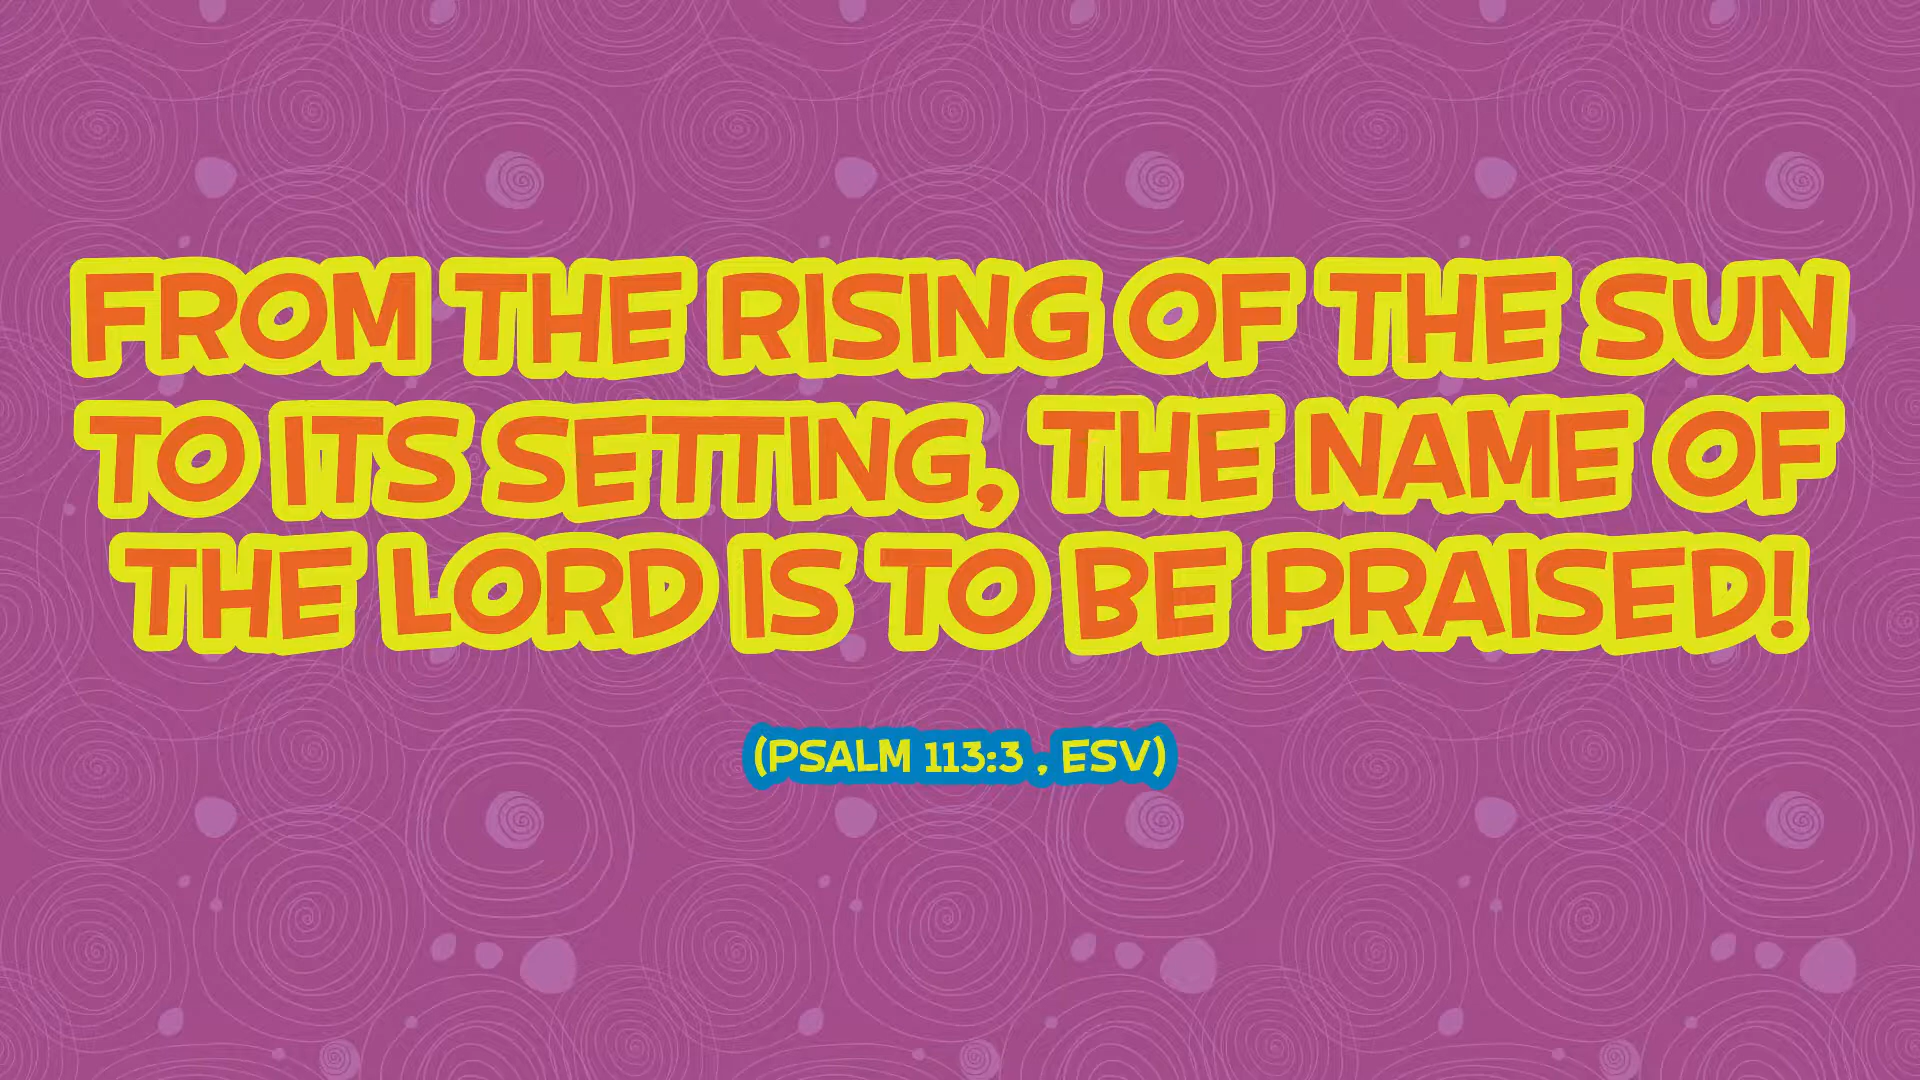 FROM THE RISING OF THE SUN
TO ITS SETTING, THE NAME OF
THE LORD IS TO BE PRAISED!
(PSALM 113:3 , ESV)